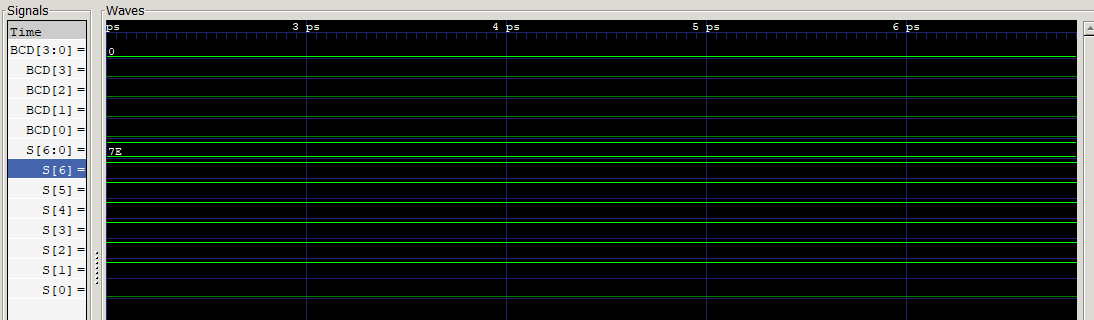 Signals
Waves
Time
ps 3 ps 4 ps 5 ps 6 ps
BCD[3:0] = 0
BCD[3] =
BCD[2] =
BCD[1] =
BCD[0] =
S[6:0] = 7E
S[6] =
S[5] =
S[4] =
S[3] =
S[2] =
S[1] =
S[0] =